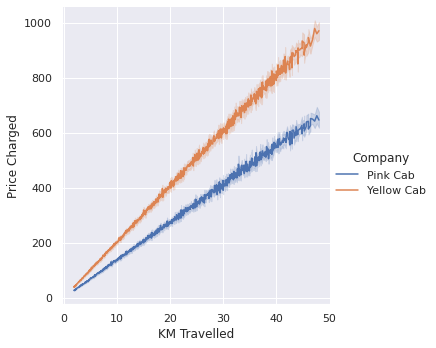 1000
800
600
400
200
0
Price Charged
0 10 20 30 40 50
KM Travelled
Company
Pink Cab
Yellow Cab